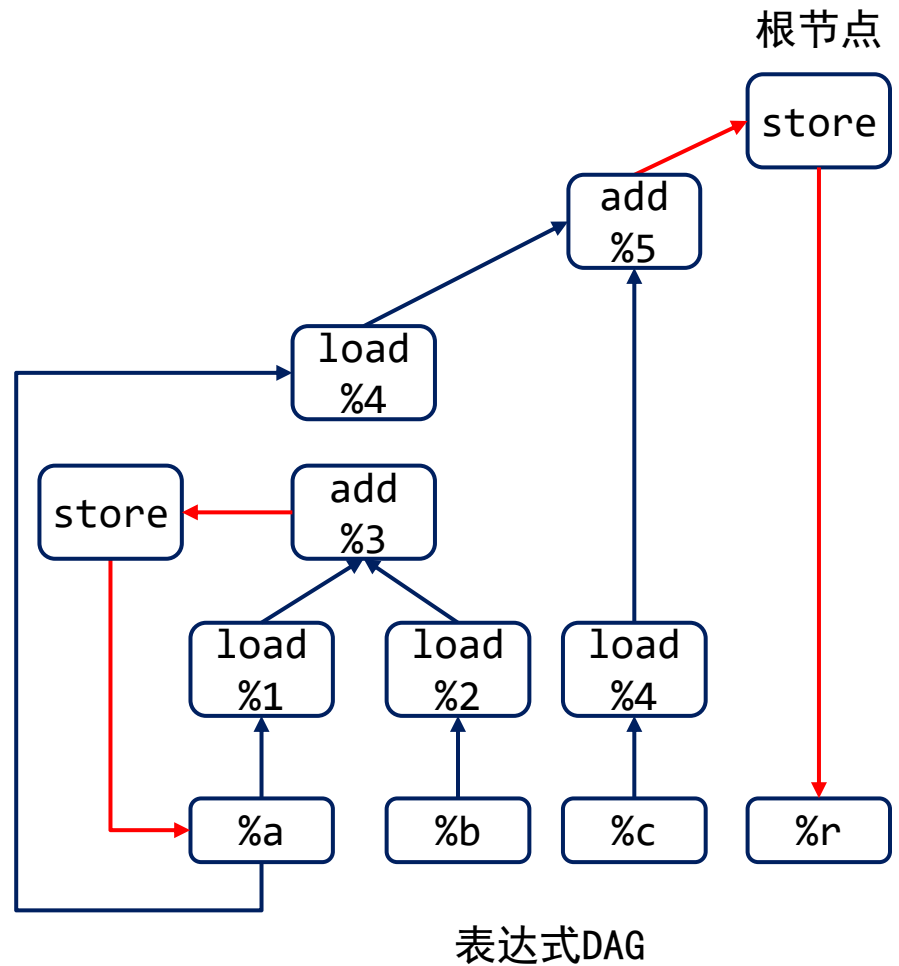 根节点
store
add
%5
load
%4
store
add
%3
load
%1
load
%2
load
%4
%a
%b
%c
%r
表达式DAG